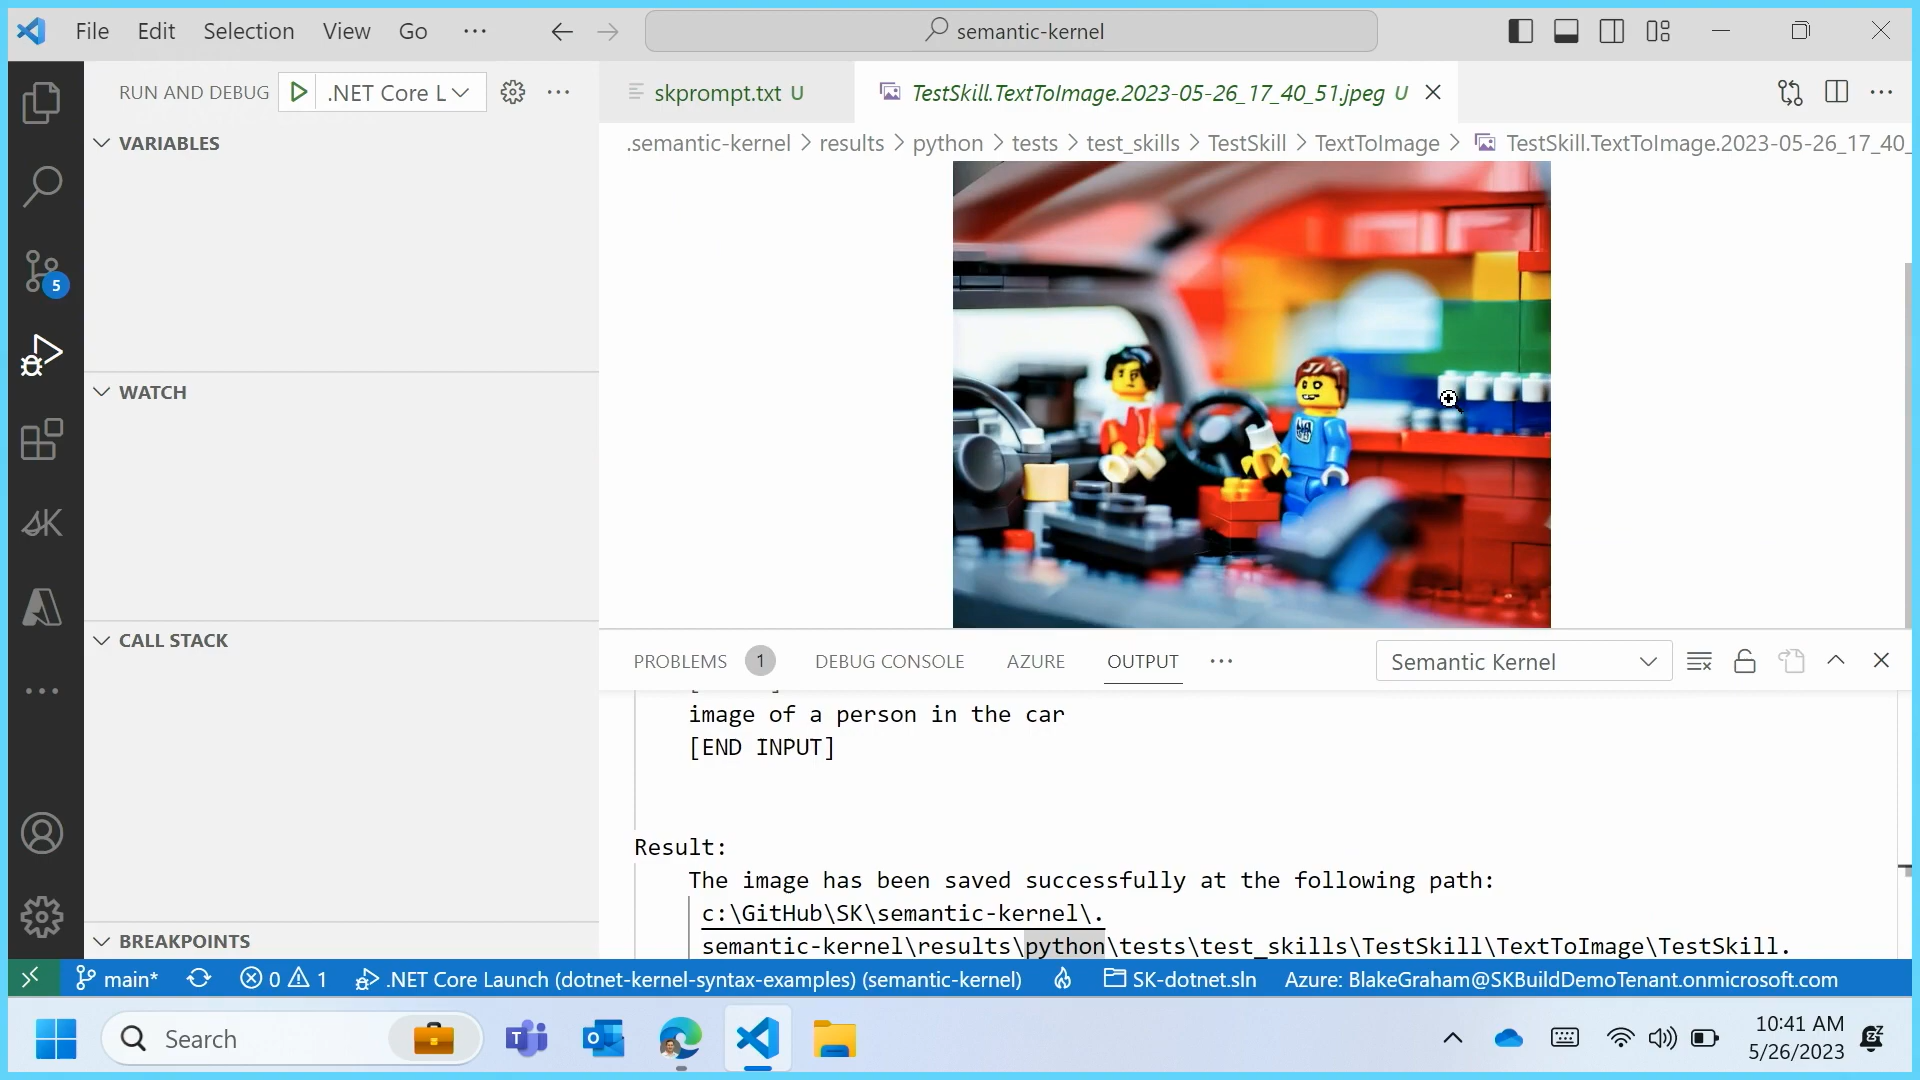 File Edit Selection View Go ...
semantic-kernel
RUN AND DEBUG .NET Core L
VARIABLES
WATCH
CALL STACK
BREAKPOINTS
5
skprompt.txt U
TestSkill.TextToImage.2023-05-26_17_40_51.jpeg U
.semantic-kernel > results > python > tests > test_skills > TestSkill > TextToImage > TestSkill.TextToImage.2023-05-26_17_40_
PROBLEMS 1 DEBUG CONSOLE AZURE OUTPUT ... Semantic Kernel
image of a person in the car
[END INPUT]
Result:
The image has been saved successfully at the following path:
c:\GitHub\SK\semantic-kernel\.
semantic-kernel\results\python\tests\test_skills\TestSkill\TextToImage\TestSkill.
main* 0 1 .NET Core Launch (dotnet-kernel-syntax-examples) (semantic-kernel) SK-dotnet.sln Azure: BlakeGraham@SKBuildDemoTenant.onmicrosoft.com
Search
10:41 AM
5/26/2023